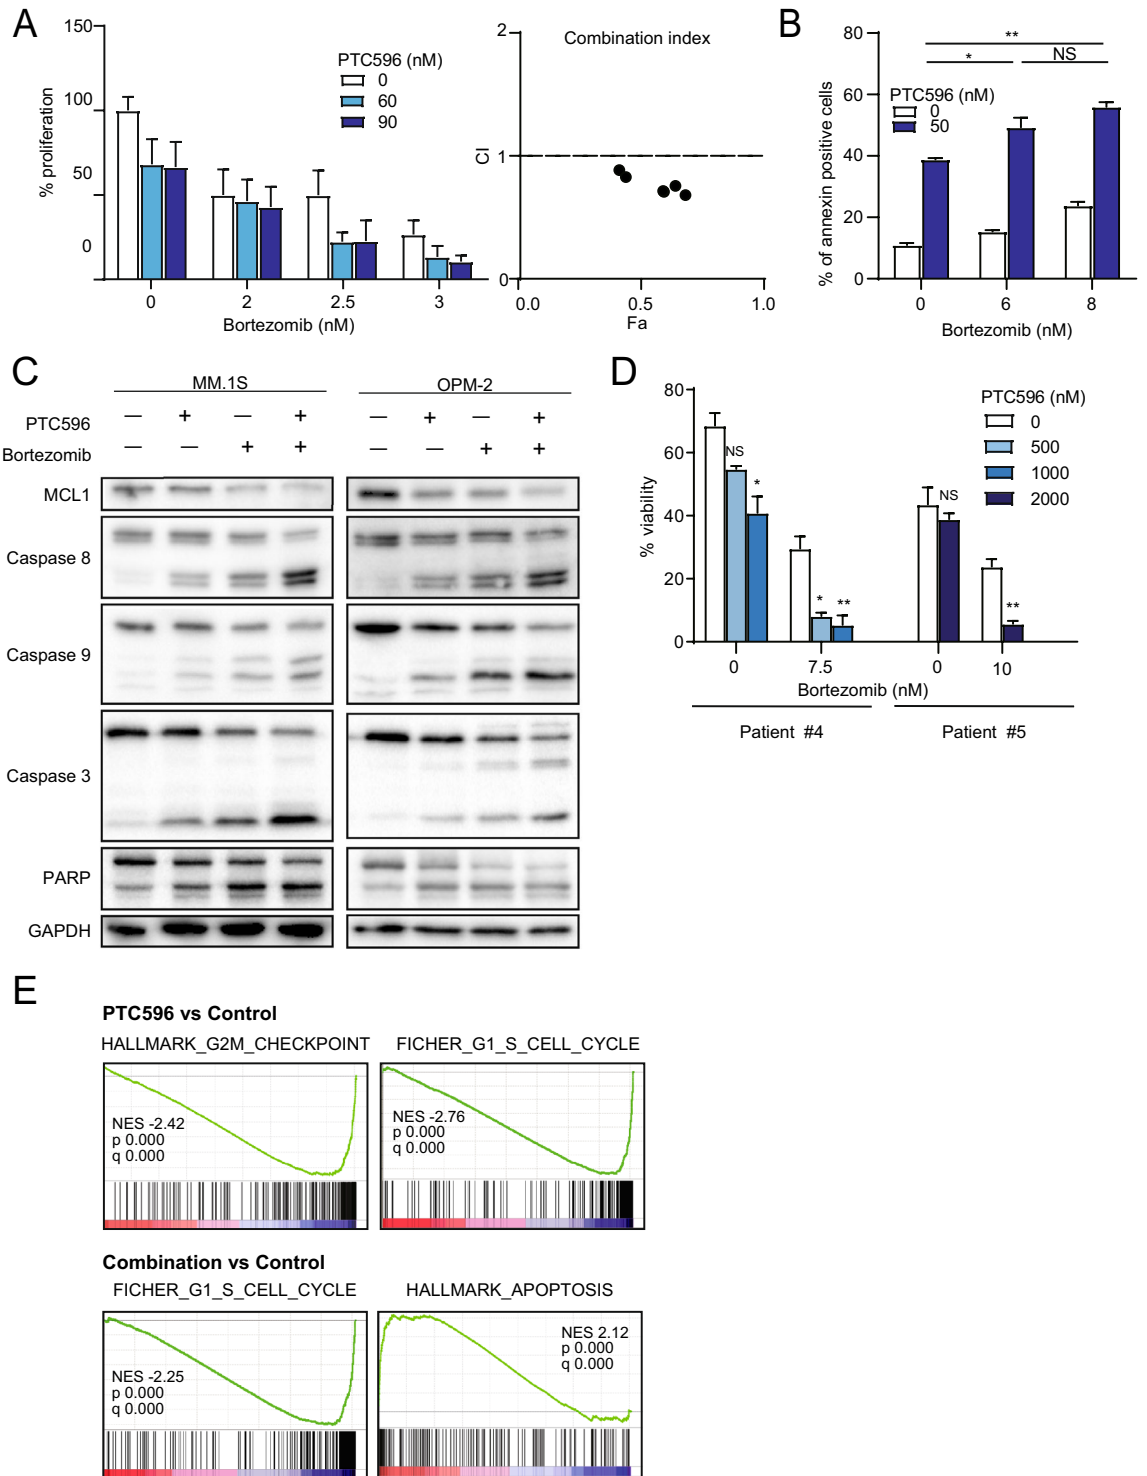 A
150
100
50
0
% proliferation
PTC596 (nM)
0
60
90
0 2 2.5 3
Bortezomib (nM)
2
1
0
CI
Combination index
0.0 0.5 1.0
Fa
B
80
60
40
20
0
% of annexin positive cells
**
* NS
PTC596 (nM)
0
50
0 6 8
Bortezomib (nM)
C
MM.1S OPM-2
PTC596 — + — + — + — +
Bortezomib — — + + — — + +
MCL1
Caspase 8
Caspase 9
Caspase 3
PARP
GAPDH
D
80
60
40
20
0
% viability
PTC596 (nM)
0
500
1000
2000
NS * * ** NS **
0 7.5 0 10
Bortezomib (nM)
Patient #4 Patient #5
E
PTC596 vs Control
HALLMARK_G2M_CHECKPOINT FICHER_G1_S_CELL_CYCLE
NES -2.42
p 0.000
q 0.000
NES -2.76
p 0.000
q 0.000
Combination vs Control
FICHER_G1_S_CELL_CYCLE HALLMARK_APOPTOSIS
NES -2.25
p 0.000
q 0.000
NES 2.12
p 0.000
q 0.000